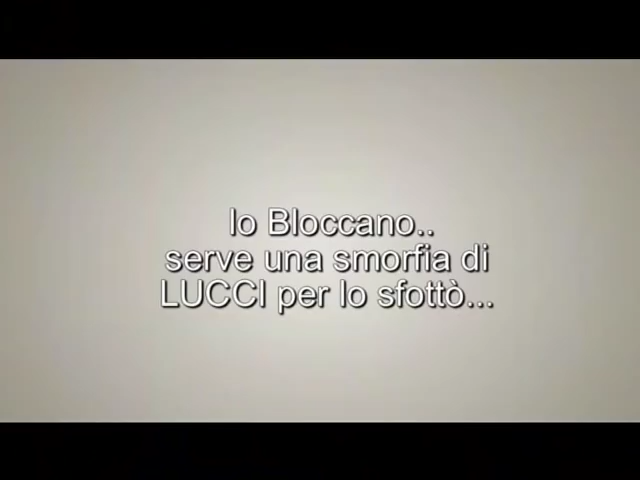 lo Bloccano..
serve una smorfia di
LUCCI per lo sfottò...